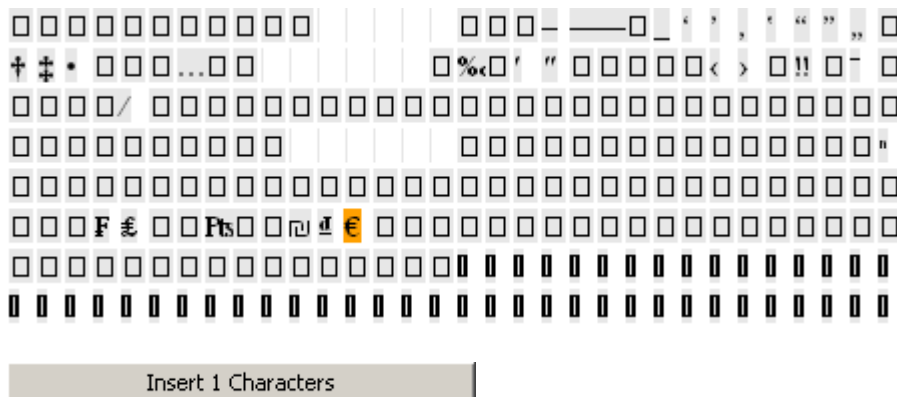 – — ― ‗ ‘ ’ ‚ ‛ “ ” „
† ‡ • … ‰ ′ ″ ‹ › ‼ ‾
⁄
ⁿ
₣ ₤ ₧ ₪ ₫ €
Insert 1 Characters